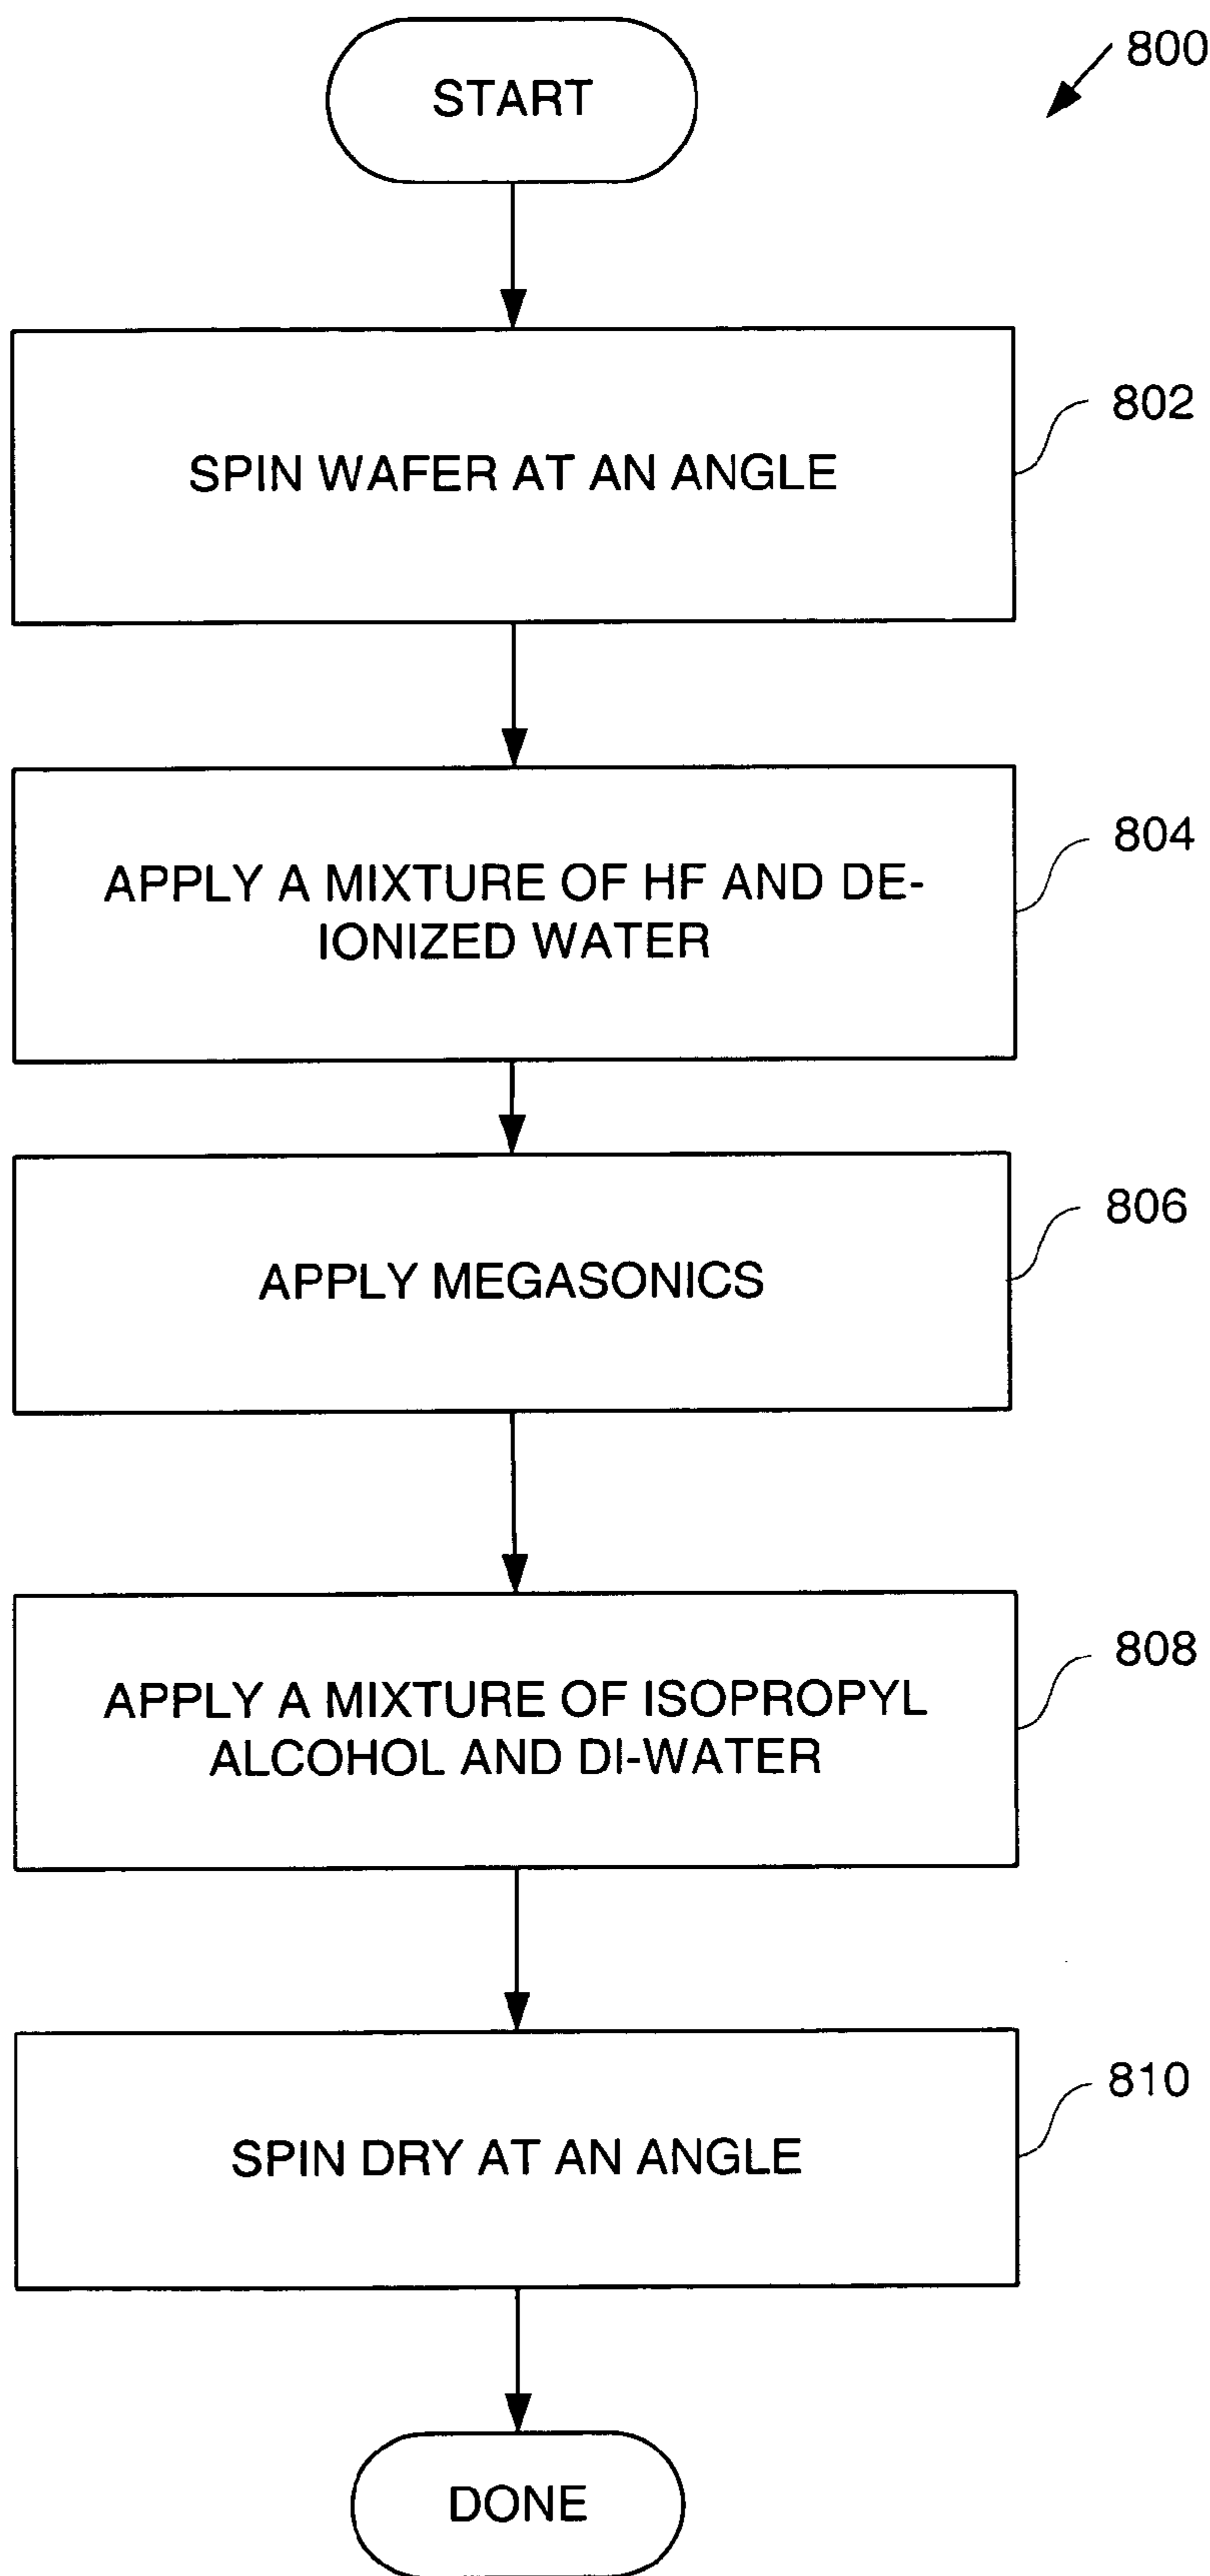 START
800
SPIN WAFER AT AN ANGLE
802
APPLY A MIXTURE OF HF AND DE-
IONIZED WATER
804
APPLY MEGASONICS
806
APPLY A MIXTURE OF ISOPROPYL
ALCOHOL AND DI-WATER
808
SPIN DRY AT AN ANGLE
810
DONE